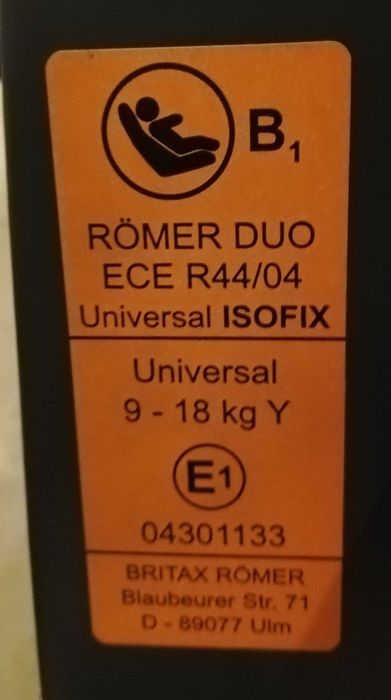 B1
RÖMER DUO
ECE R44/04
Universal ISOFIX
Universal
9 - 18 kg Y
E1
04301133
BRITAX RÖMER
Blaubeurer Str. 71
D - 89077 Ulm